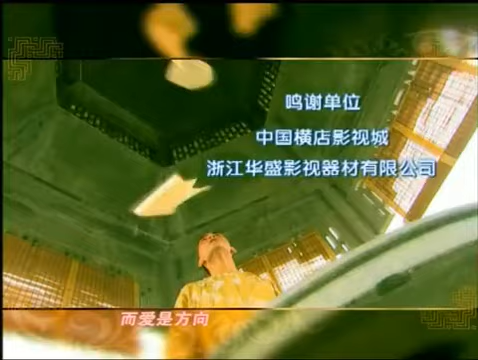 鸣谢单位
中国横店影视城
浙江华盛影视器材有限公司
而爱是方向